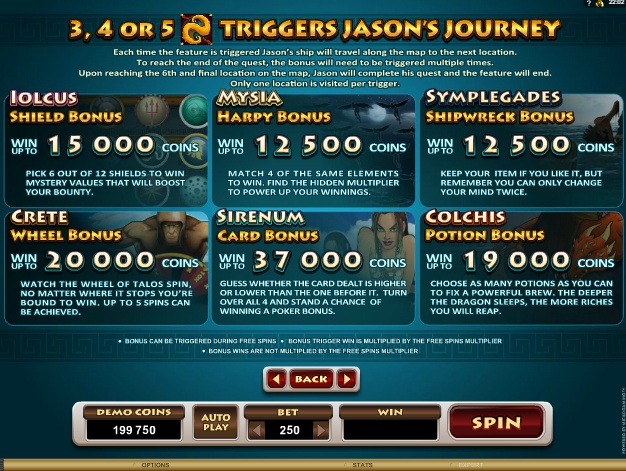 ? 22:02
3, 4 OR 5 TRIGGERS JASON'S JOURNEY
Each time the feature is triggered Jason's ship will travel along the map to the next location.
To reach the end of the quest, the bonus will need to be triggered multiple times.
Upon reaching the 6th and final location on the map, Jason will complete his quest and the feature will end.
Only one location is visited per trigger.
IOLCUS
SHIELD BONUS
WIN UP TO 15 000 COINS
PICK 6 OUT OF 12 SHIELDS TO WIN
MYSTERY VALUES THAT WILL BOOST
YOUR BOUNTY.
MYSIA
HARPY BONUS
WIN UP TO 12 500 COINS
MATCH 4 OF THE SAME ELEMENTS
TO WIN. FIND THE HIDDEN MULTIPLIER
TO POWER UP YOUR WINNINGS.
SYMPLEGADES
SHIPWRECK BONUS
WIN UP TO 12 500 COINS
KEEP YOUR ITEM IF YOU LIKE IT, BUT
REMEMBER YOU CAN ONLY CHANGE
YOUR MIND TWICE.
CRETE
WHEEL BONUS
WIN UP TO 20 000 COINS
WATCH THE WHEEL OF TALOS SPIN,
NO MATTER WHERE IT STOPS YOU'RE
BOUND TO WIN. UP TO 5 SPINS CAN
BE ACHIEVED.
SIRENUM
CARD BONUS
WIN UP TO 37 000 COINS
GUESS WHETHER THE CARD DEALT IS HIGHER
OR LOWER THAN THE ONE BEFORE IT. TURN
OVER ALL 4 AND STAND A CHANCE OF
WINNING A POKER BONUS.
COLCHIS
POTION BONUS
WIN UP TO 19 000 COINS
CHOOSE AS MANY POTIONS AS YOU CAN
TO FIX A POWERFUL BREW. THE DEEPER
THE DRAGON SLEEPS, THE MORE RICHES
YOU WILL REAP.
• BONUS CAN BE TRIGGERED DURING FREE SPINS • BONUS TRIGGER WIN IS MULTIPLIED BY THE FREE SPINS MULTIPLIER
• BONUS WINS ARE NOT MULTIPLIED BY THE FREE SPINS MULTIPLIER
BACK
DEMO COINS
199 750
AUTO
PLAY
BET
250
WIN
SPIN
OPTIONS
STATS
EXPERT